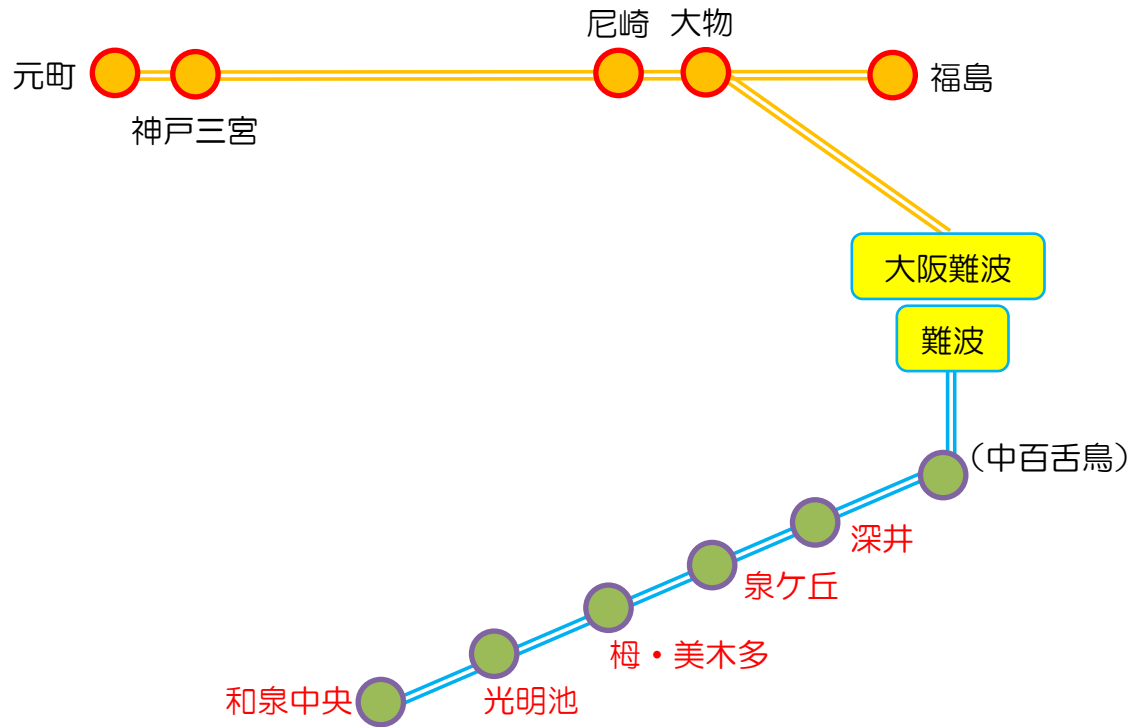 尼崎
大物
元町
福島
神戸三宮
大阪難波
難波
（中百舌鳥）
深井
泉ケ丘
栂・美木多
光明池
和泉中央